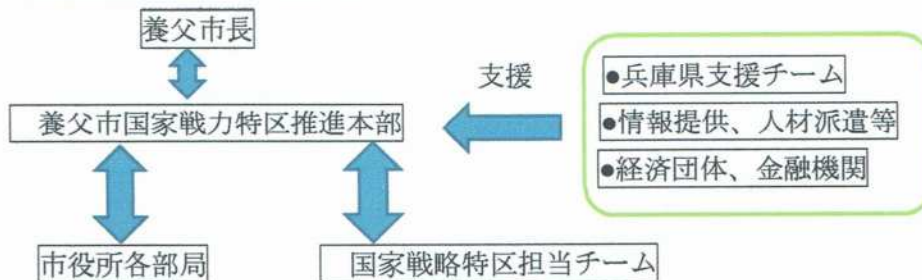 養父市長
支援
養父市国家戦力特区推進本部
●兵庫県支援チーム
●情報提供、人材派遣等
●経済団体、金融機関
市役所各部局
国家戦略特区担当チーム